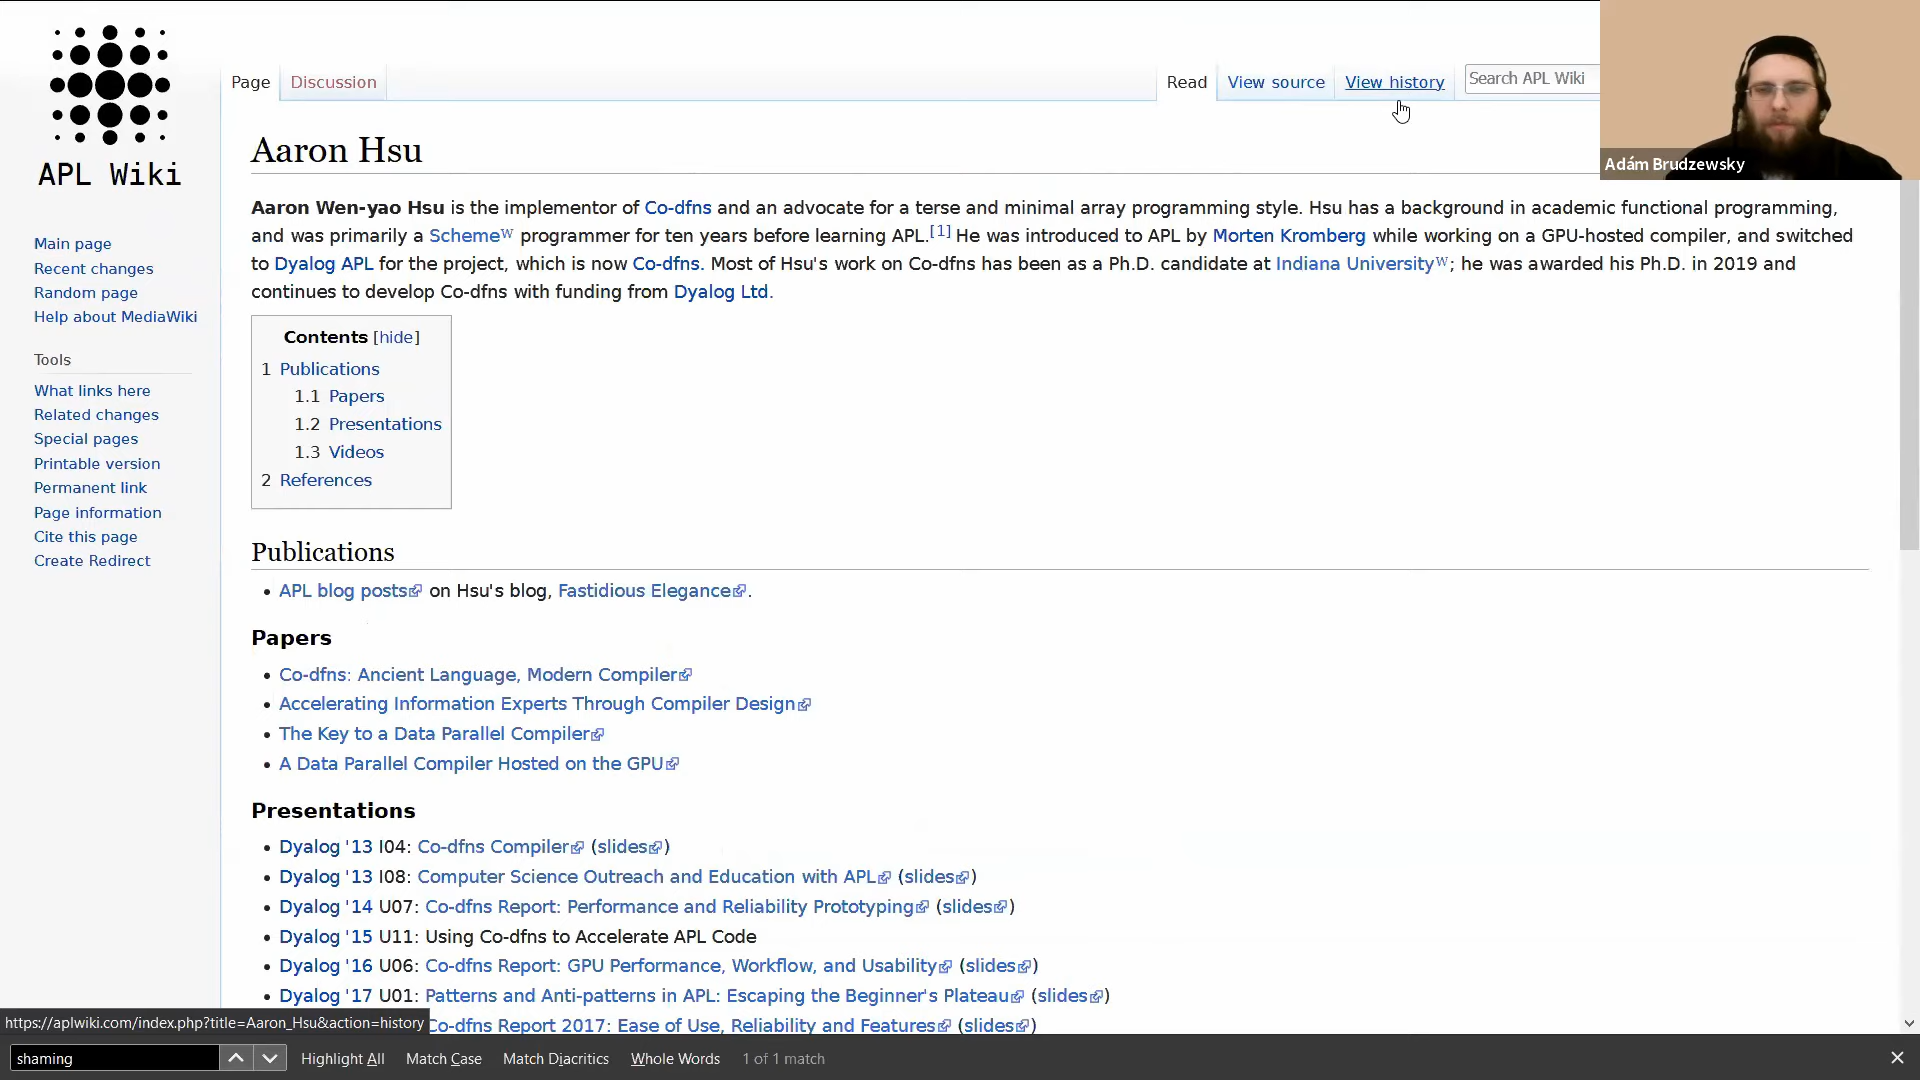 APL Wiki
Page Discussion Read View source View history Search APL Wiki
Adám Brudzewsky
Main page
Recent changes
Random page
Help about MediaWiki
Tools
What links here
Related changes
Special pages
Printable version
Permanent link
Page information
Cite this page
Create Redirect
Aaron Hsu
Aaron Wen-yao Hsu is the implementor of Co-dfns and an advocate for a terse and minimal array programming style. Hsu has a background in academic functional programming,
and was primarily a Scheme^W programmer for ten years before learning APL.[1] He was introduced to APL by Morten Kromberg while working on a GPU-hosted compiler, and switched
to Dyalog APL for the project, which is now Co-dfns. Most of Hsu's work on Co-dfns has been as a Ph.D. candidate at Indiana University^W; he was awarded his Ph.D. in 2019 and
continues to develop Co-dfns with funding from Dyalog Ltd.
Contents [hide]
1 Publications
1.1 Papers
1.2 Presentations
1.3 Videos
2 References
Publications
• APL blog posts on Hsu's blog, Fastidious Elegance.
Papers
• Co-dfns: Ancient Language, Modern Compiler
• Accelerating Information Experts Through Compiler Design
• The Key to a Data Parallel Compiler
• A Data Parallel Compiler Hosted on the GPU
Presentations
• Dyalog '13 I04: Co-dfns Compiler (slides)
• Dyalog '13 I08: Computer Science Outreach and Education with APL (slides)
• Dyalog '14 U07: Co-dfns Report: Performance and Reliability Prototyping (slides)
• Dyalog '15 U11: Using Co-dfns to Accelerate APL Code
• Dyalog '16 U06: Co-dfns Report: GPU Performance, Workflow, and Usability (slides)
• Dyalog '17 U01: Patterns and Anti-patterns in APL: Escaping the Beginner's Plateau (slides)
Co-dfns Report 2017: Ease of Use, Reliability and Features (slides)
https://aplwiki.com/index.php?title=Aaron_Hsu&action=history
shaming Highlight All Match Case Match Diacritics Whole Words 1 of 1 match